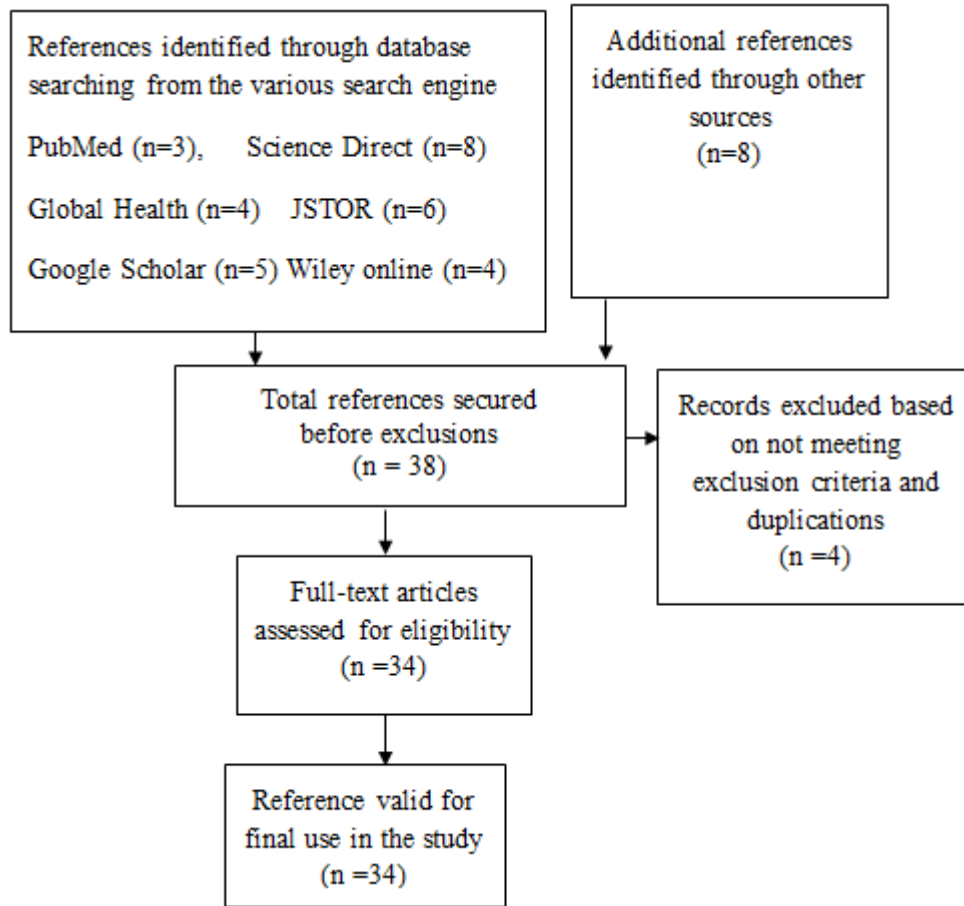 References identified through database
searching from the various search engine
PubMed (n=3), Science Direct (n=8)
Global Health (n=4) JSTOR (n=6)
Google Scholar (n=5) Wiley online (n=4)
Additional references
identified through other
sources
(n=8)
Total references secured
before exclusions
(n = 38)
Records excluded based
on not meeting
exclusion criteria and
duplications
(n =4)
Full-text articles
assessed for eligibility
(n =34)
Reference valid for
final use in the study
(n =34)